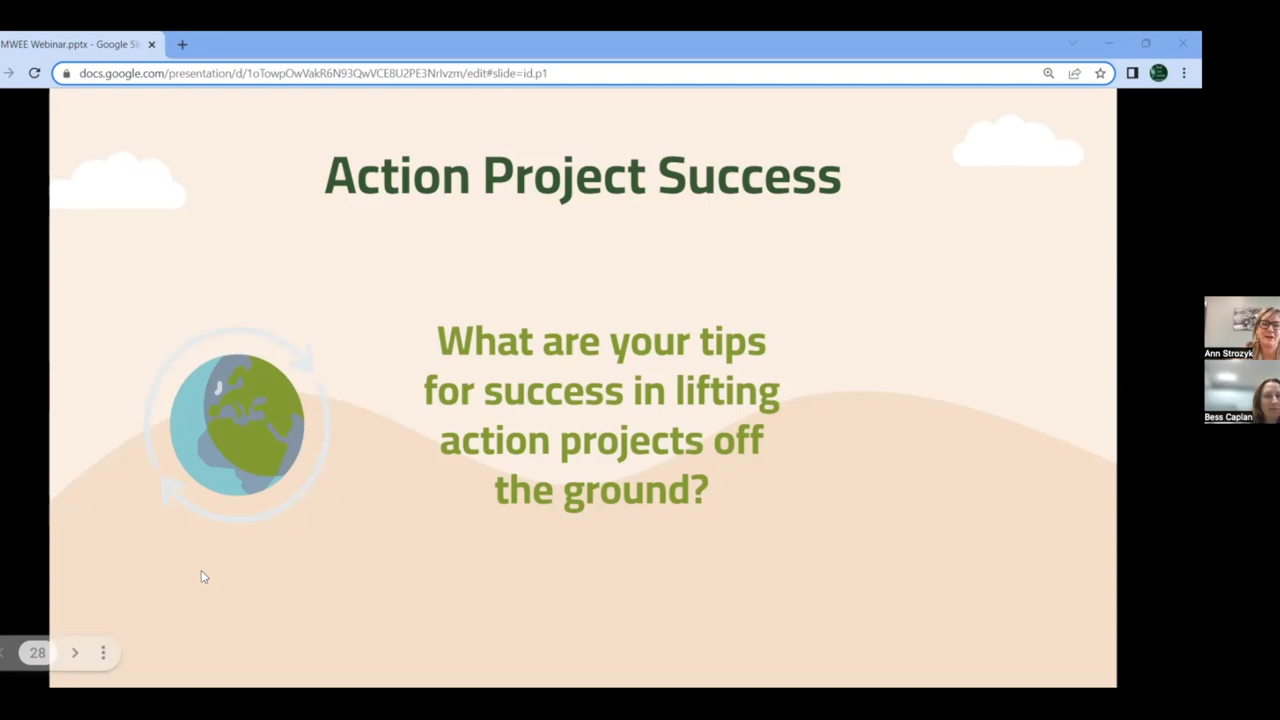 MWEE Webinar.pptx - Google Sl
docs.google.com/presentation/d/1oTowpOwVakR6N93QwVCE8U2PE3NrIvzm/edit#slide=id.p1
Action Project Success
What are your tips
for success in lifting
action projects off
the ground?
Ann Strozyk
Bess Caplan
28